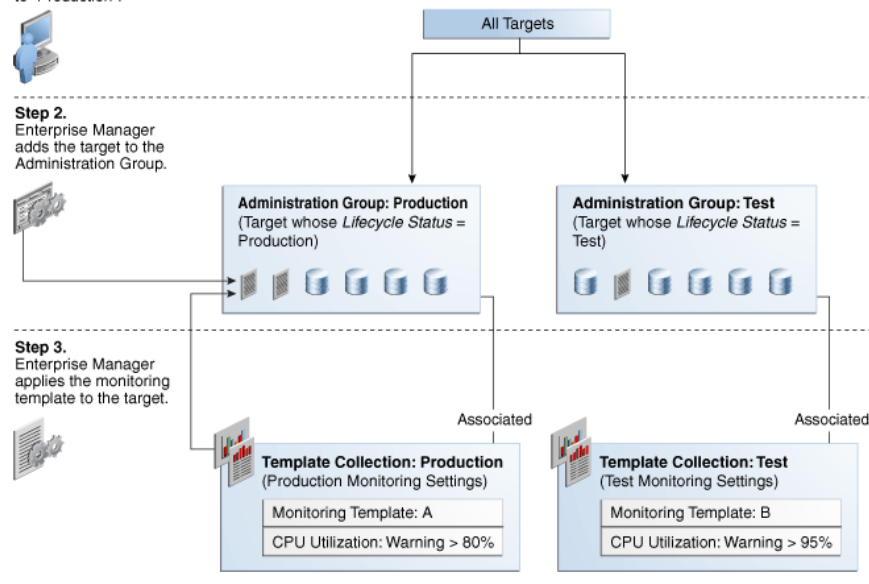 to "Production".
All Targets
Step 2.
Enterprise Manager
adds the target to the
Administration Group.
Administration Group: Production
(Target whose Lifecycle Status =
Production)
Administration Group: Test
(Target whose Lifecycle Status =
Test)
Step 3.
Enterprise Manager
applies the monitoring
template to the target.
Associated
Associated
Template Collection: Production
(Production Monitoring Settings)
Monitoring Template: A
CPU Utilization: Warning > 80%
Template Collection: Test
(Test Monitoring Settings)
Monitoring Template: B
CPU Utilization: Warning > 95%